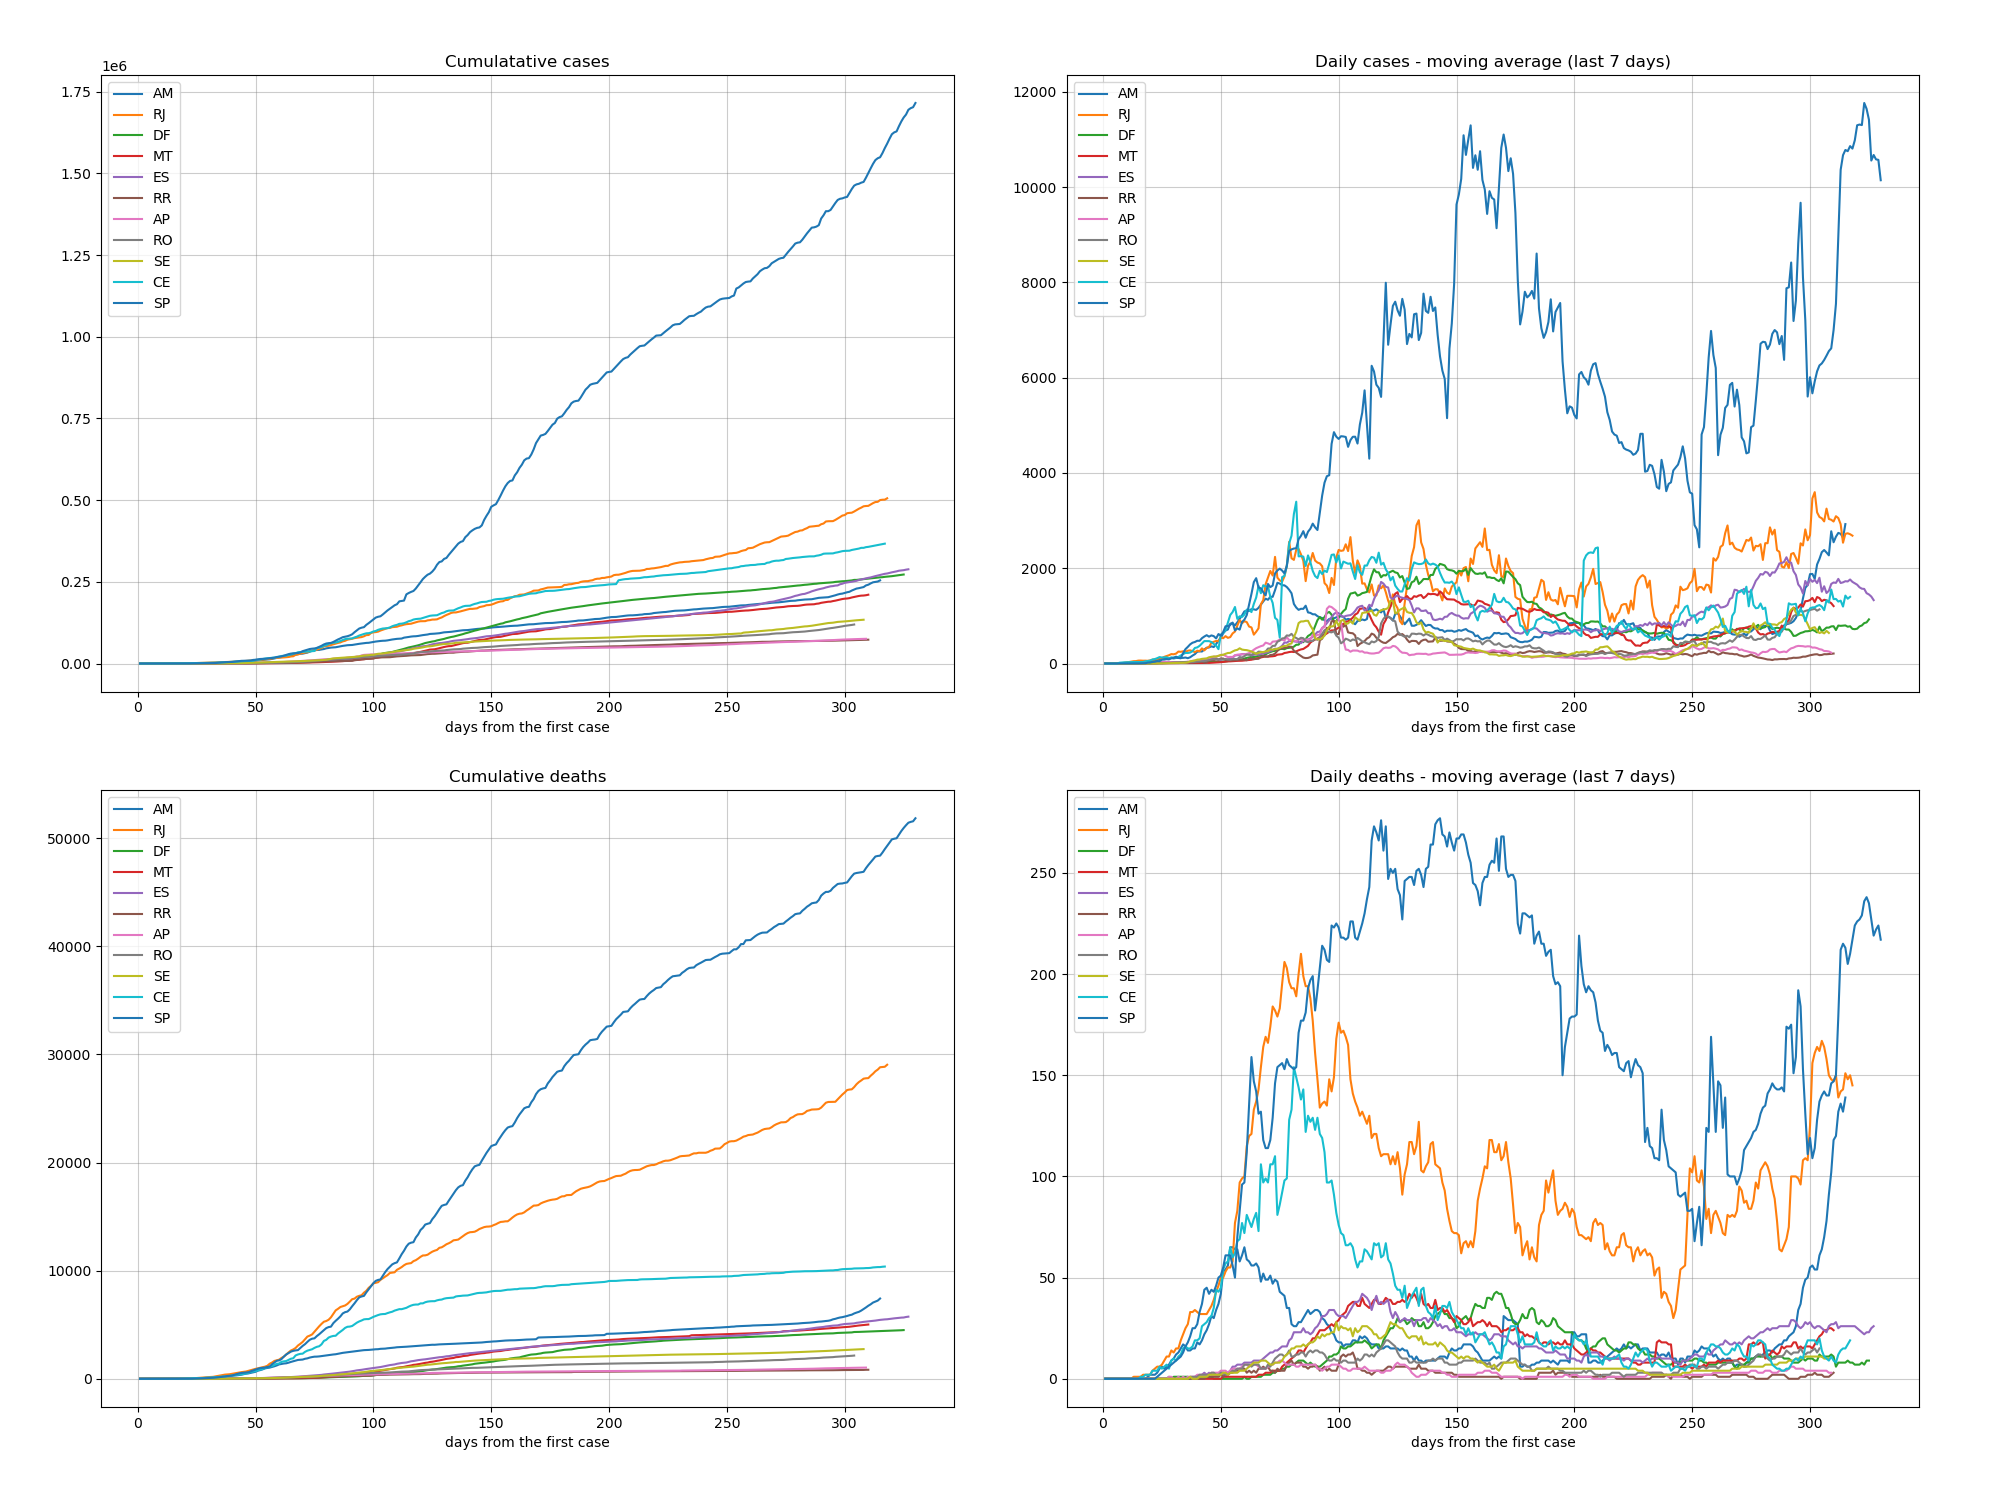 Cumulatative cases
1e6
1.75
1.50
1.25
1.00
0.75
0.50
0.25
0.00
AM
RJ
DF
MT
ES
RR
AP
RO
SE
CE
SP
0 50 100 150 200 250 300
days from the first case
Daily cases - moving average (last 7 days)
12000
10000
8000
6000
4000
2000
0
AM
RJ
DF
MT
ES
RR
AP
RO
SE
CE
SP
0 50 100 150 200 250 300
days from the first case
Cumulative deaths
50000
40000
30000
20000
10000
0
AM
RJ
DF
MT
ES
RR
AP
RO
SE
CE
SP
0 50 100 150 200 250 300
days from the first case
Daily deaths - moving average (last 7 days)
250
200
150
100
50
0
AM
RJ
DF
MT
ES
RR
AP
RO
SE
CE
SP
0 50 100 150 200 250 300
days from the first case